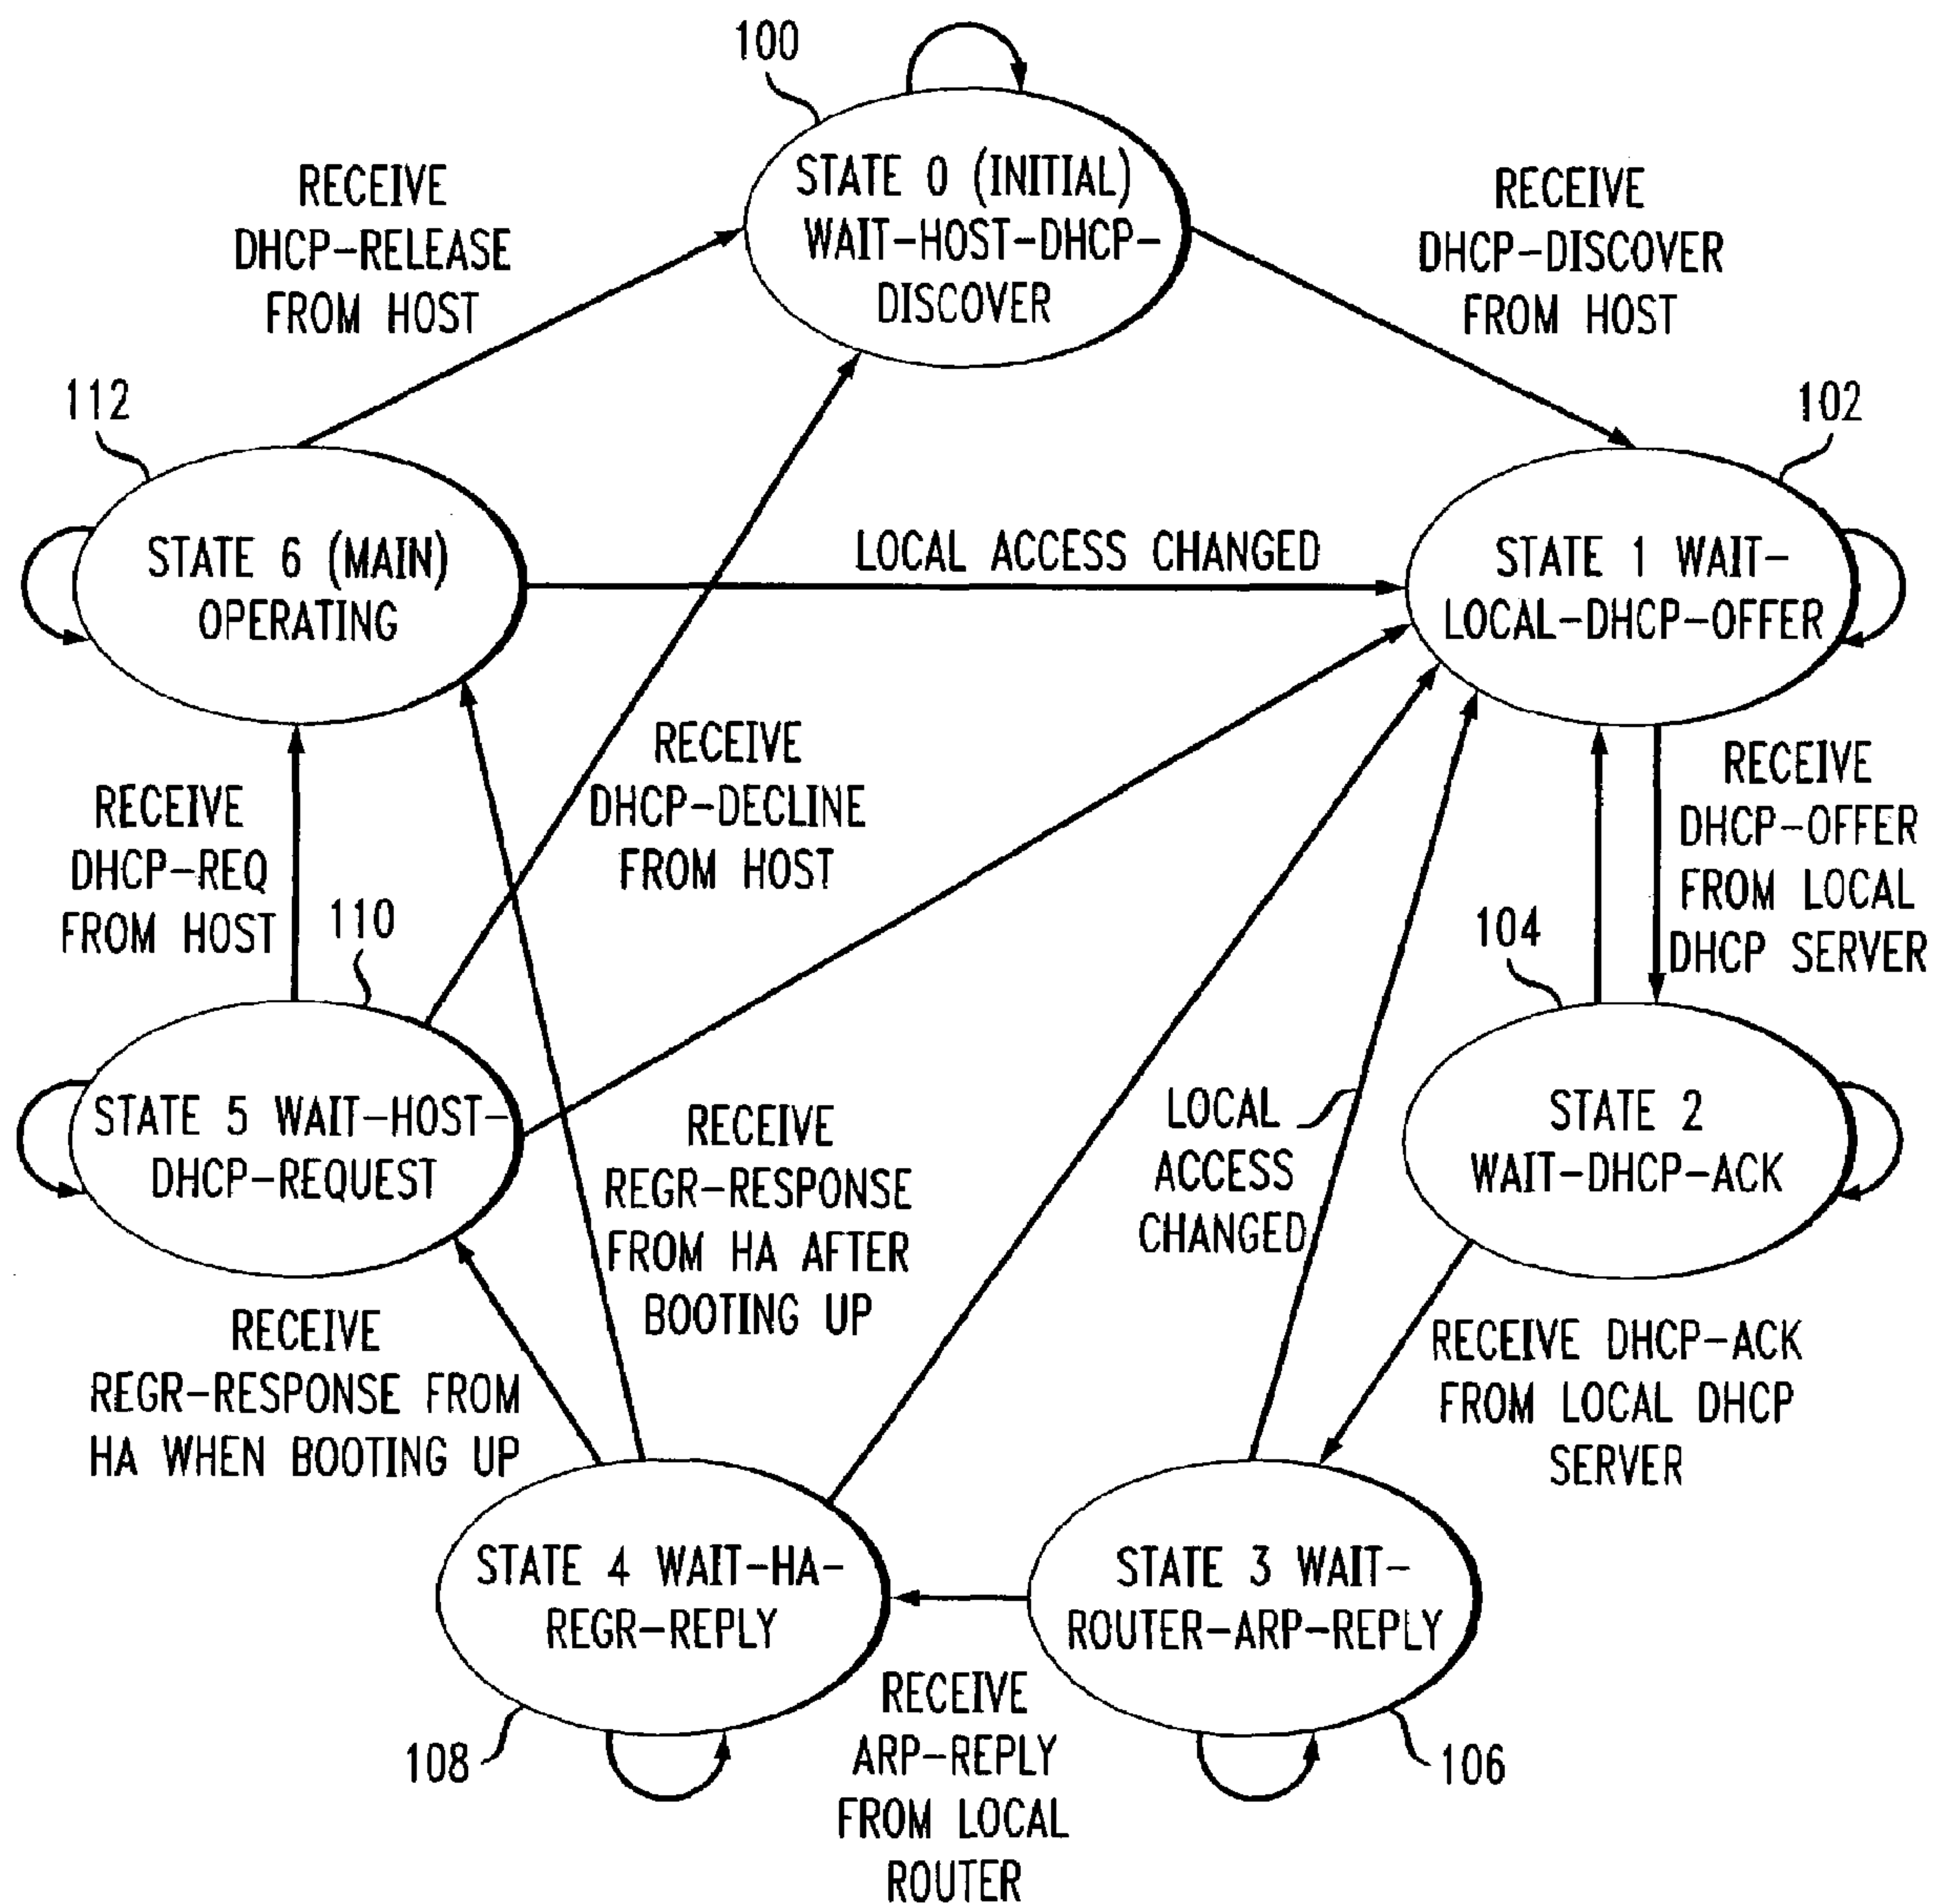 100
STATE 0 (INITIAL)
WAIT-HOST-DHCP-
DISCOVER
RECEIVE
DHCP-RELEASE
FROM HOST
RECEIVE
DHCP-DISCOVER
FROM HOST
112
102
STATE 6 (MAIN)
OPERATING
LOCAL ACCESS CHANGED
STATE 1 WAIT-
LOCAL-DHCP-OFFER
RECEIVE
DHCP-REQ
FROM HOST
RECEIVE
DHCP-DECLINE
FROM HOST
RECEIVE
DHCP-OFFER
FROM LOCAL
DHCP SERVER
110
104
STATE 5 WAIT-HOST-
DHCP-REQUEST
RECEIVE
REGR-RESPONSE
FROM HA AFTER
BOOTING UP
LOCAL
ACCESS
CHANGED
STATE 2
WAIT-DHCP-ACK
RECEIVE
REGR-RESPONSE FROM
HA WHEN BOOTING UP
RECEIVE DHCP-ACK
FROM LOCAL DHCP
SERVER
STATE 4 WAIT-HA-
REGR-REPLY
STATE 3 WAIT-
ROUTER-ARP-REPLY
108
RECEIVE
ARP-REPLY
FROM LOCAL
ROUTER
106